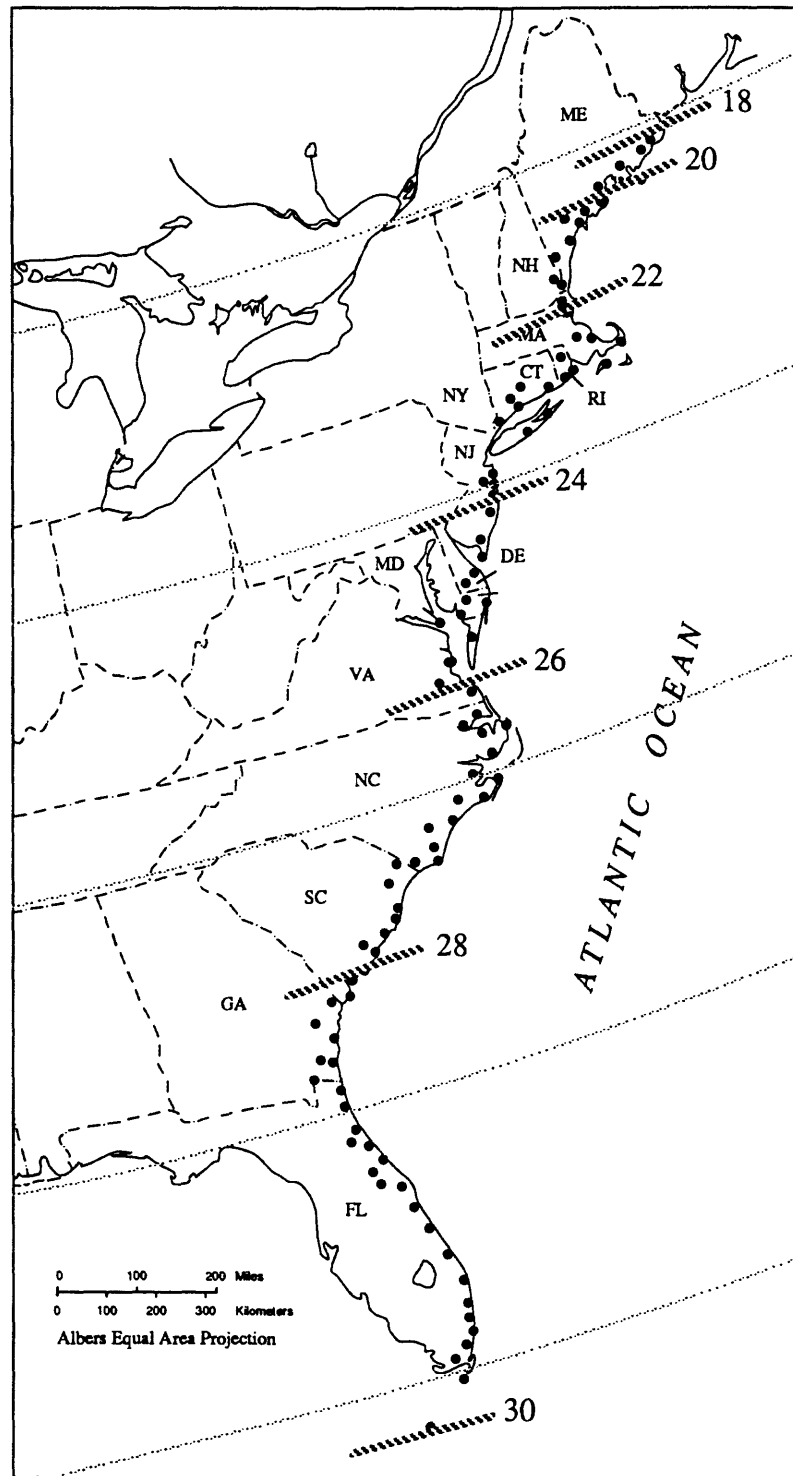 18
ME
20
NH
22
MA
CT
NY
RI
NJ
24
MD
DE
26
VA
NC
ATLANTIC OCEAN
SC
28
GA
FL
0 100 200 Miles
0 100 200 300 Kilometers
Albers Equal Area Projection
30